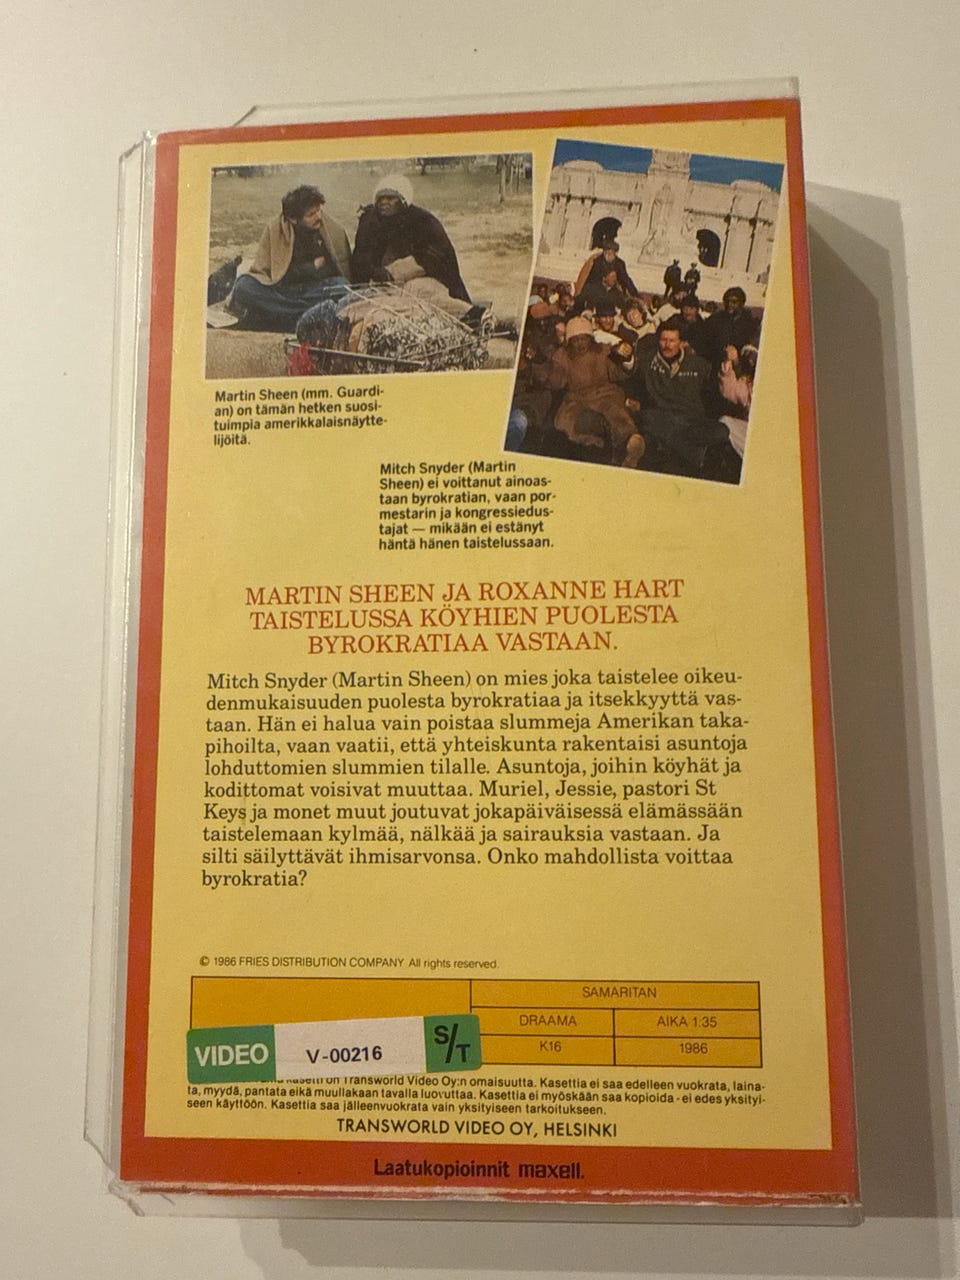 Martin Sheen (mm. Guardi-
an) on tämän hetken suosi-
tuimpia amerikkalaisnäytte-
lijöitä.
Mitch Snyder (Martin
Sheen) ei voittanut ainoas-
taan byrokratian, vaan por-
mestarin ja kongressiedus-
tajat — mikään ei estänyt
häntä hänen taistelussaan.
MARTIN SHEEN JA ROXANNE HART
TAISTELUSSA KÖYHIEN PUOLESTA
BYROKRATIAA VASTAAN.
Mitch Snyder (Martin Sheen) on mies joka taistelee oikeu-
denmukaisuuden puolesta byrokratiaa ja itsekkyyttä vas-
taan. Hän ei halua vain poistaa slummeja Amerikan taka-
pihoilta, vaan vaatii, että yhteiskunta rakentaisi asuntoja
lohduttomien slummien tilalle. Asuntoja, joihin köyhät ja
kodittomat voisivat muuttaa. Muriel, Jessie, pastori St
Keys ja monet muut joutuvat jokapäiväisessä elämässään
taistelemaan kylmää, nälkää ja sairauksia vastaan. Ja
silti säilyttävät ihmisarvonsa. Onko mahdollista voittaa
byrokratia?
© 1986 FRIES DISTRIBUTION COMPANY All rights reserved.
SAMARITAN
DRAAMA AIKA 1:35
K16 1986
VIDEO V-00216 S/T
on Transworld Video Oy:n omaisuutta. Kasettia ei saa edelleen vuokrata, laina-
ta, myydä, pantata eikä muullakaan tavalla luovuttaa. Kasettia ei myöskään saa kopioida - ei edes yksityi-
seen käyttöön. Kasettia saa jälleenvuokrata vain yksityiseen tarkoitukseen.
TRANSWORLD VIDEO OY, HELSINKI
Laatukopioinnit maxell.